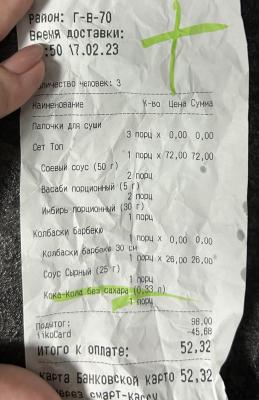 Район: Г-В-70
Время доставки:
:50 17.02.23
оличество человек: 3
Наименование К-во Цена Сумма
Палочки для суши
3 порц x 0,00 0,00
Сет Топ
1 порц x 72,00 72,00
Соевый соус (50 г)
2 порц
Васаби порционный (5 г)
2 порц
Имбирь порционный (30 г)
1 порц
Колбаски барбекю
1 порц x 0,00 0,00
Колбаски барбекю 30 см
1 порц x 26,00 26,00
Соус Сырный (25 г)
1 порц
Кока-Кола без сахара (0,33 л)
1 порц
Подытог: 98,00
iikoCard -45,68
Итого к оплате: 52,32
Карта Банковской карто 52,32
через смарт-кассу